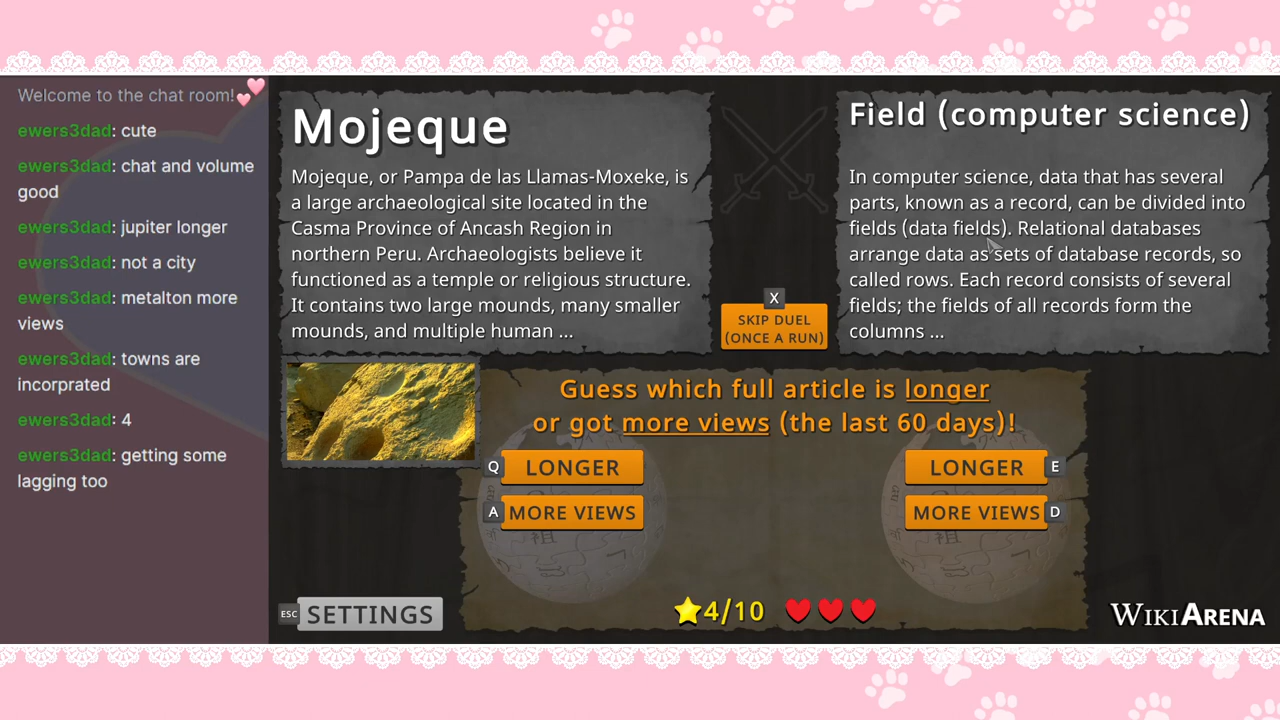 Welcome to the chat room!
ewers3dad: cute
ewers3dad: chat and volume
good
ewers3dad: jupiter longer
ewers3dad: not a city
ewers3dad: metalton more
views
ewers3dad: towns are
incorprated
ewers3dad: 4
ewers3dad: getting some
lagging too
Mojeque
Mojeque, or Pampa de las Llamas-Moxeke, is
a large archaeological site located in the
Casma Province of Ancash Region in
northern Peru. Archaeologists believe it
functioned as a temple or religious structure.
It contains two large mounds, many smaller
mounds, and multiple human ...
X
SKIP DUEL
(ONCE A RUN)
Field (computer science)
In computer science, data that has several
parts, known as a record, can be divided into
fields (data fields). Relational databases
arrange data as sets of database records, so
called rows. Each record consists of several
fields; the fields of all records form the
columns ...
Guess which full article is longer
or got more views (the last 60 days)!
Q LONGER
A MORE VIEWS
LONGER E
MORE VIEWS D
祖
祖
ESC SETTINGS
4/10
WIKIARENA